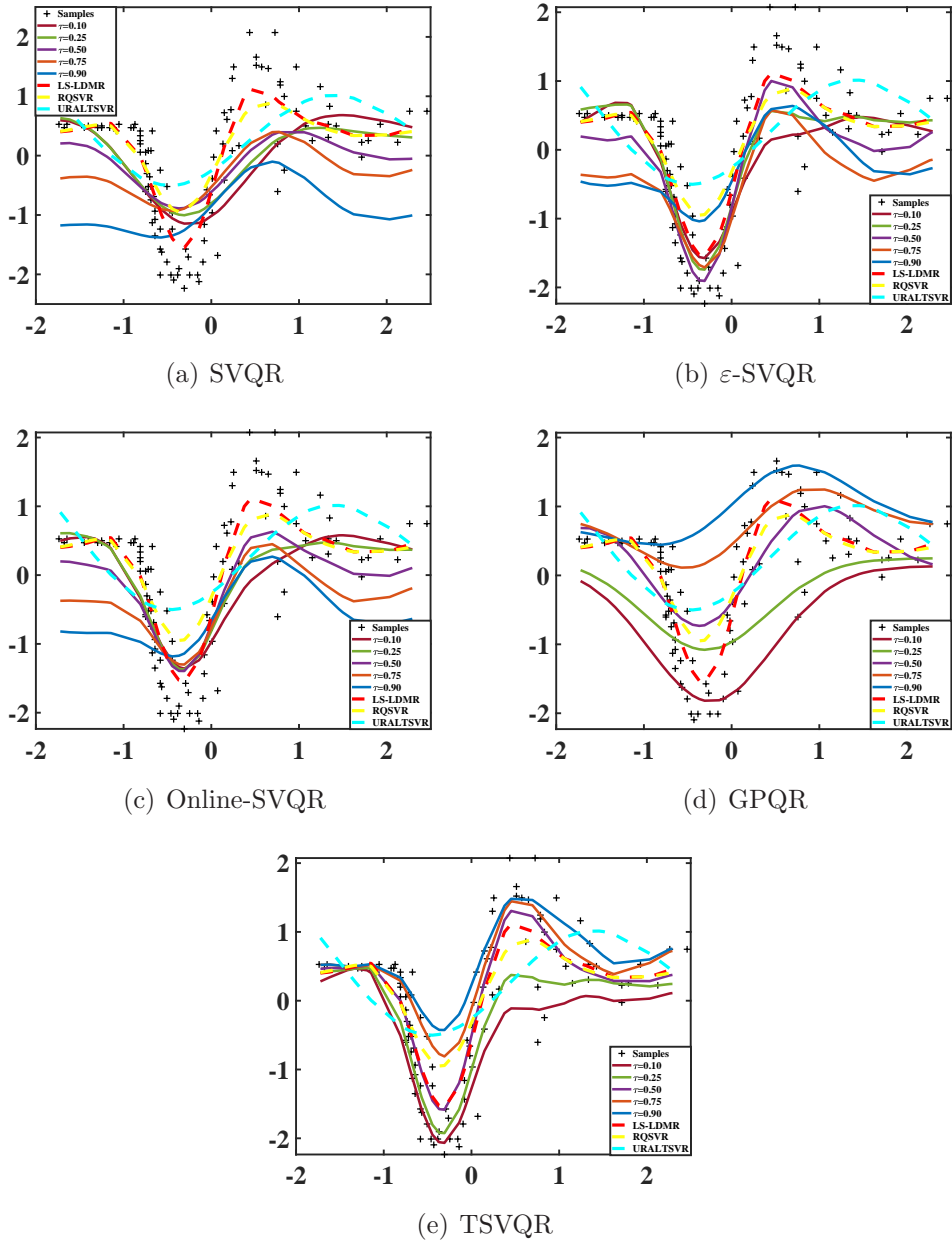 2
1
0
-1
-2
-2 -1 0 1 2
Samples
τ=0.10
τ=0.25
τ=0.50
τ=0.75
τ=0.90
LS-LDMR
RQSVR
URALTSVR
(a) SVQR
2
1
0
-1
-2
-2 -1 0 1 2
Samples
τ=0.10
τ=0.25
τ=0.50
τ=0.75
τ=0.90
LS-LDMR
RQSVR
URALTSVR
(b) ε-SVQR
2
1
0
-1
-2
-2 -1 0 1 2
Samples
τ=0.10
τ=0.25
τ=0.50
τ=0.75
τ=0.90
LS-LDMR
RQSVR
URALTSVR
(c) Online-SVQR
2
1
0
-1
-2
-2 -1 0 1 2
Samples
τ=0.10
τ=0.25
τ=0.50
τ=0.75
τ=0.90
LS-LDMR
RQSVR
URALTSVR
(d) GPQR
2
1
0
-1
-2
-2 -1 0 1 2
Samples
τ=0.10
τ=0.25
τ=0.50
τ=0.75
τ=0.90
LS-LDMR
RQSVR
URALTSVR
(e) TSVQR